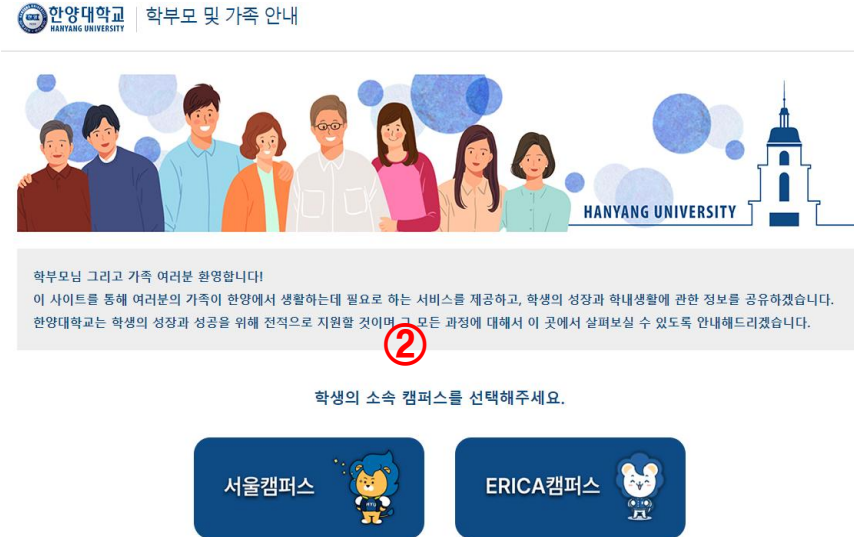 한양대학교 학부모 및 가족 안내
HANYANG UNIVERSITY
HANYANG UNIVERSITY
학부모님 그리고 가족 여러분 환영합니다!
이 사이트를 통해 여러분의 가족이 한양에서 생활하는데 필요로 하는 서비스를 제공하고, 학생의 성장과 학내생활에 관한 정보를 공유하겠습니다.
한양대학교는 학생의 성장과 성공을 위해 전적으로 지원할 것이며 그 모든 과정에 대해서 이 곳에서 살펴보실 수 있도록 안내해드리겠습니다.
②
학생의 소속 캠퍼스를 선택해주세요.
서울캠퍼스 ERICA캠퍼스